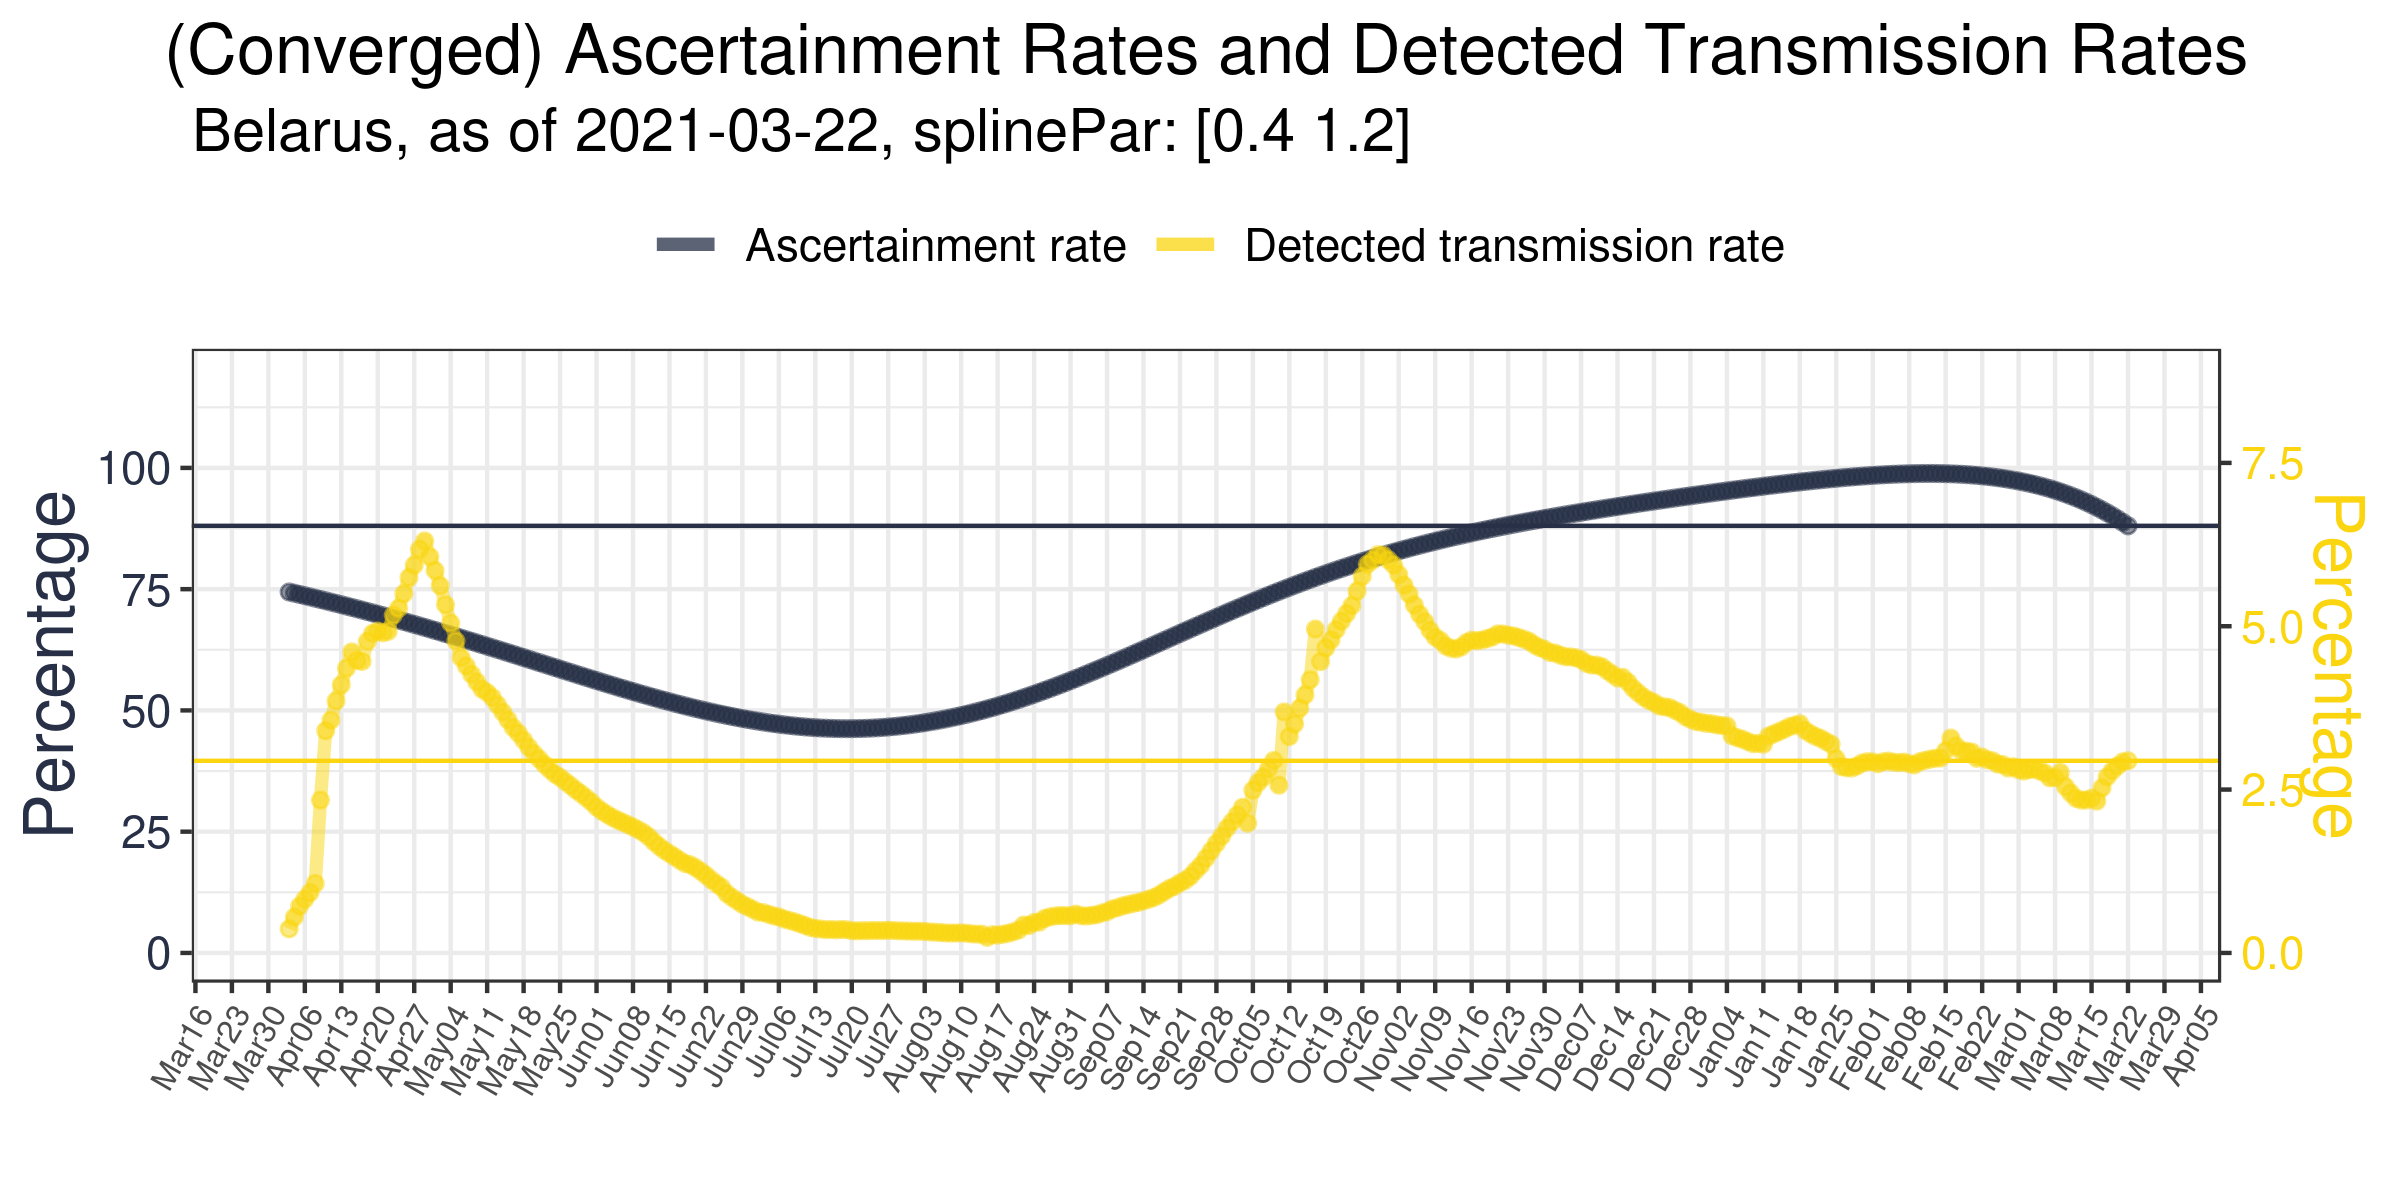 (Converged) Ascertainment Rates and Detected Transmission Rates
Belarus, as of 2021-03-22, splinePar: [0.4 1.2]
Ascertainment rate
Detected transmission rate
Percentage
100
75
50
25
0
7.5
5.0
2.5
0.0
Percentage
Mar16
Mar23
Mar30
Apr06
Apr13
Apr20
Apr27
May04
May11
May18
May25
Jun01
Jun08
Jun15
Jun22
Jun29
Jul06
Jul13
Jul20
Jul27
Aug03
Aug10
Aug17
Aug24
Aug31
Sep07
Sep14
Sep21
Sep28
Oct05
Oct12
Oct19
Oct26
Nov02
Nov09
Nov16
Nov23
Nov30
Dec07
Dec14
Dec21
Dec28
Jan04
Jan11
Jan18
Jan25
Feb01
Feb08
Feb15
Feb22
Mar01
Mar08
Mar15
Mar22
Mar29
Apr05